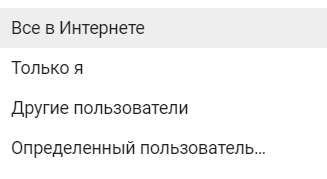 Все в Интернете
Только я
Другие пользователи
Определенный пользователь…